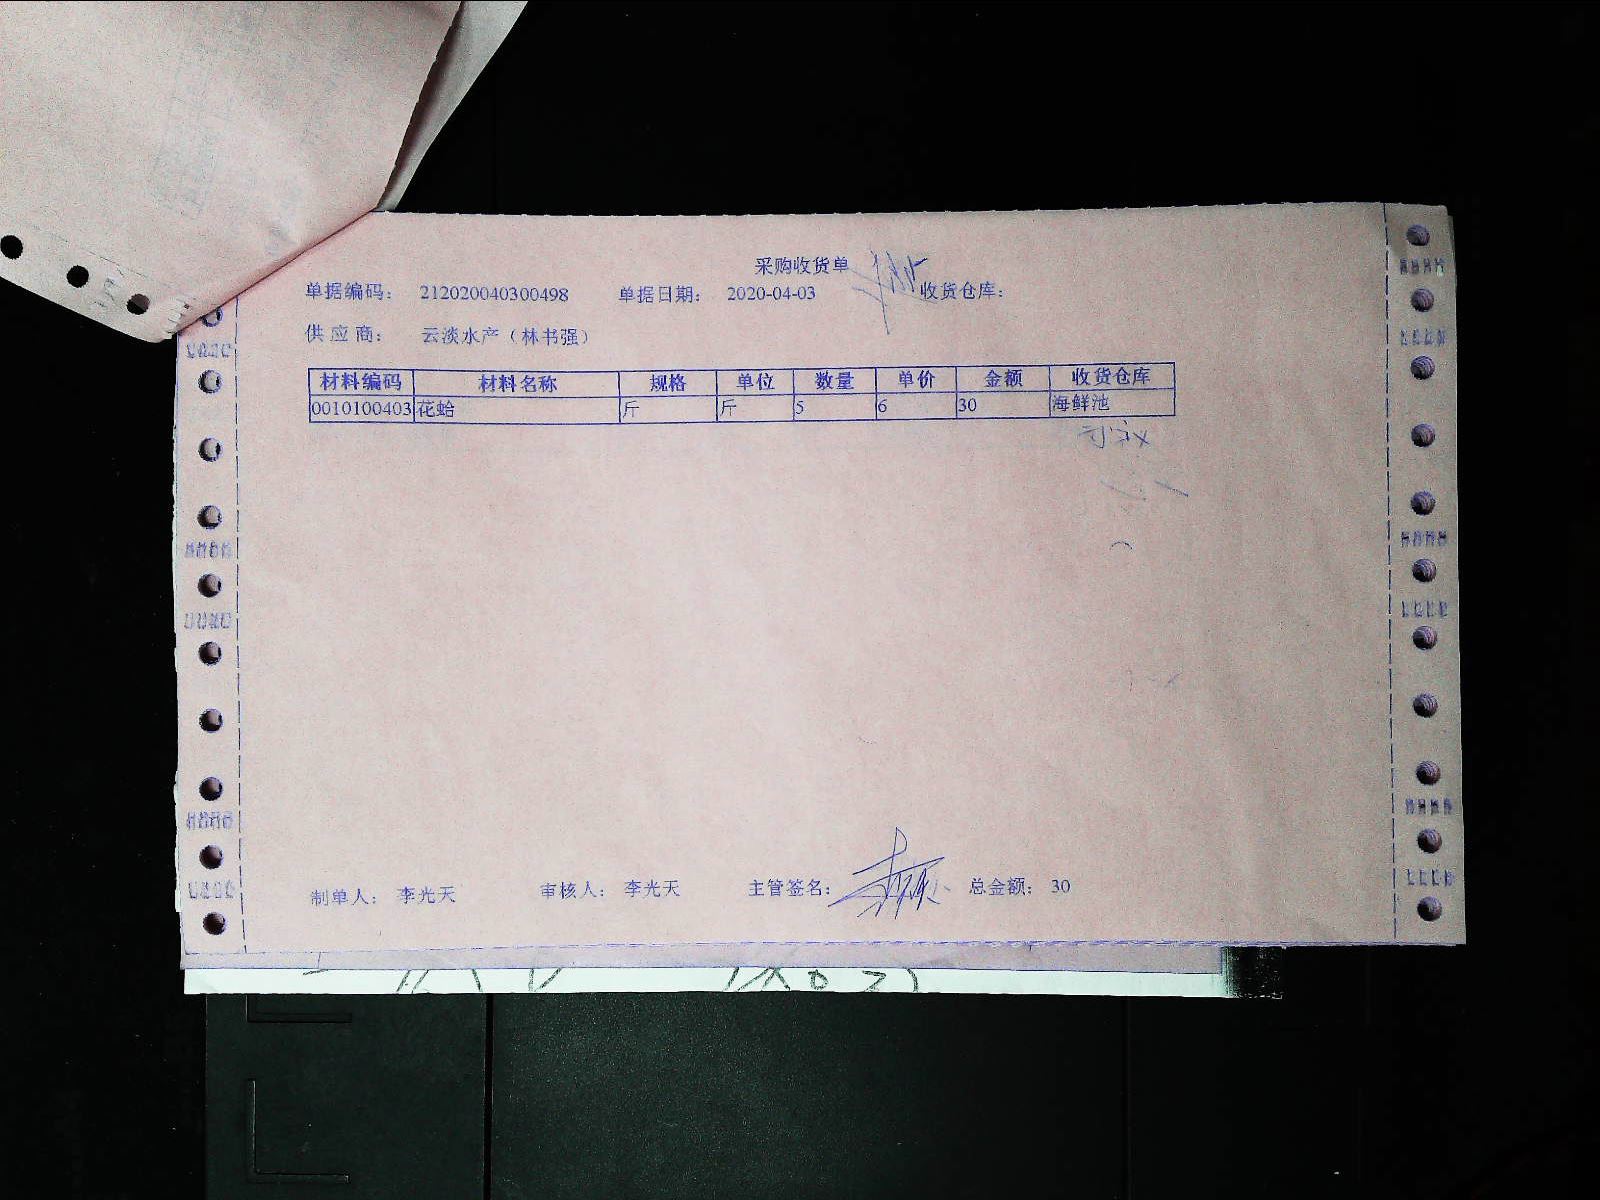 采购收货单
单据编码： 212020040300498 单据日期： 2020-04-03 收货仓库：
供应商： 云淡水产（林书强）
材料编码 材料名称 规格 单位 数量 单价 金额 收货仓库
0010100403 花蛤 斤 斤 5 6 30 海鲜池
制单人： 李光天 审核人： 李光天 主管签名： 总金额： 30